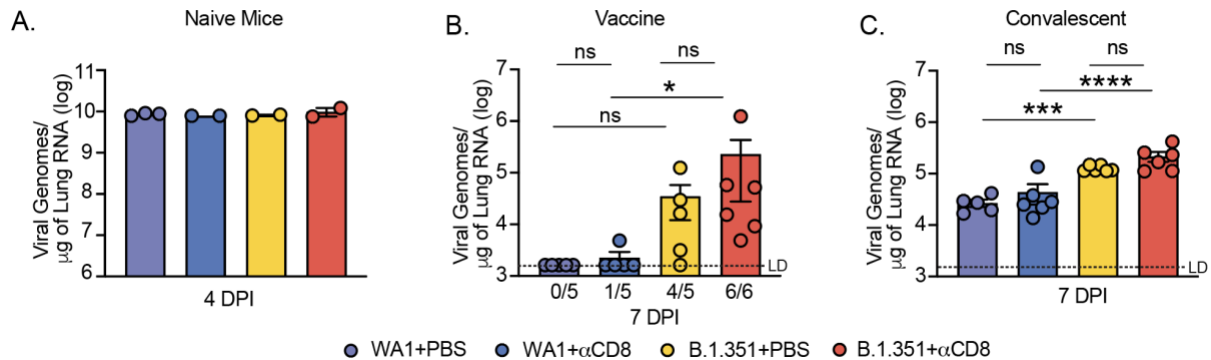 A.
Naive Mice
Viral Genomes/
µg of Lung RNA (log)
11
10
9
8
7
6
4 DPI
B.
Vaccine
Viral Genomes/
µg of Lung RNA (log)
7
6
5
4
3
ns
ns
*
ns
LD
0/5 1/5 4/5 6/6
7 DPI
C.
Convalescent
Viral Genomes/
µg of Lung RNA (log)
7
6
5
4
3
ns
ns
****
***
LD
7 DPI
WA1+PBS WA1+αCD8 B.1.351+PBS B.1.351+αCD8